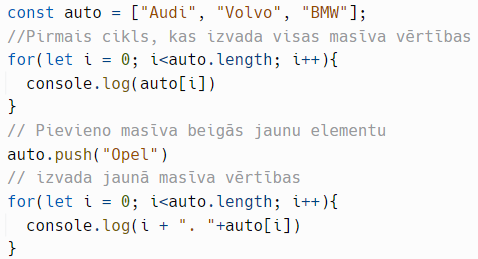 const auto = ["Audi", "Volvo", "BMW"];
//Pirmais cikls, kas izvada visas masīva vērtības
for(let i = 0; i<auto.length; i++){
  console.log(auto[i])
}
// Pievieno masīva beigās jaunu elementu
auto.push("Opel")
// izvada jaunā masīva vērtības
for(let i = 0; i<auto.length; i++){
  console.log(i + ". "+auto[i])
}